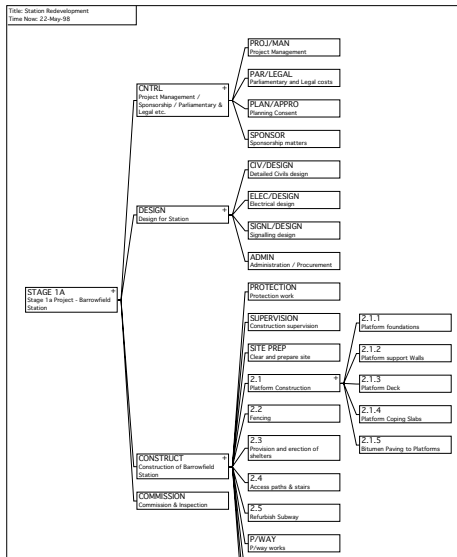 Title: Station Redevelopment
Time Now: 22-May-98
PROJ/MAN
Project Management
CNTRL +
Project Management /
Sponsorship / Parliamentary &
Legal etc.
PAR/LEGAL
Parliamentary and Legal costs
PLAN/APPRO
Planning Consent
SPONSOR
Sponsorship matters
CIV/DESIGN
Detailed Civils design
DESIGN +
Design for Station
ELEC/DESIGN
Electrical design
SIGNL/DESIGN
Signalling design
ADMIN
Administration / Procurement
STAGE 1A +
Stage 1a Project - Barrowfield
Station
PROTECTION
Protection work
SUPERVISION
Construction supervision
SITE PREP
Clear and prepare site
2.1 +
Platform Construction
2.1.1
Platform foundations
2.1.2
Platform support Walls
2.1.3
Platform Deck
2.1.4
Platform Coping Slabs
2.1.5
Bitumen Paving to Platforms
2.2
Fencing
2.3
Provision and erection of
shelters
CONSTRUCT +
Construction of Barrowfield
Station
2.4
Access paths & stairs
COMMISSION
Commission & Inspection
2.5
Refurbish Subway
P/WAY
P/way works